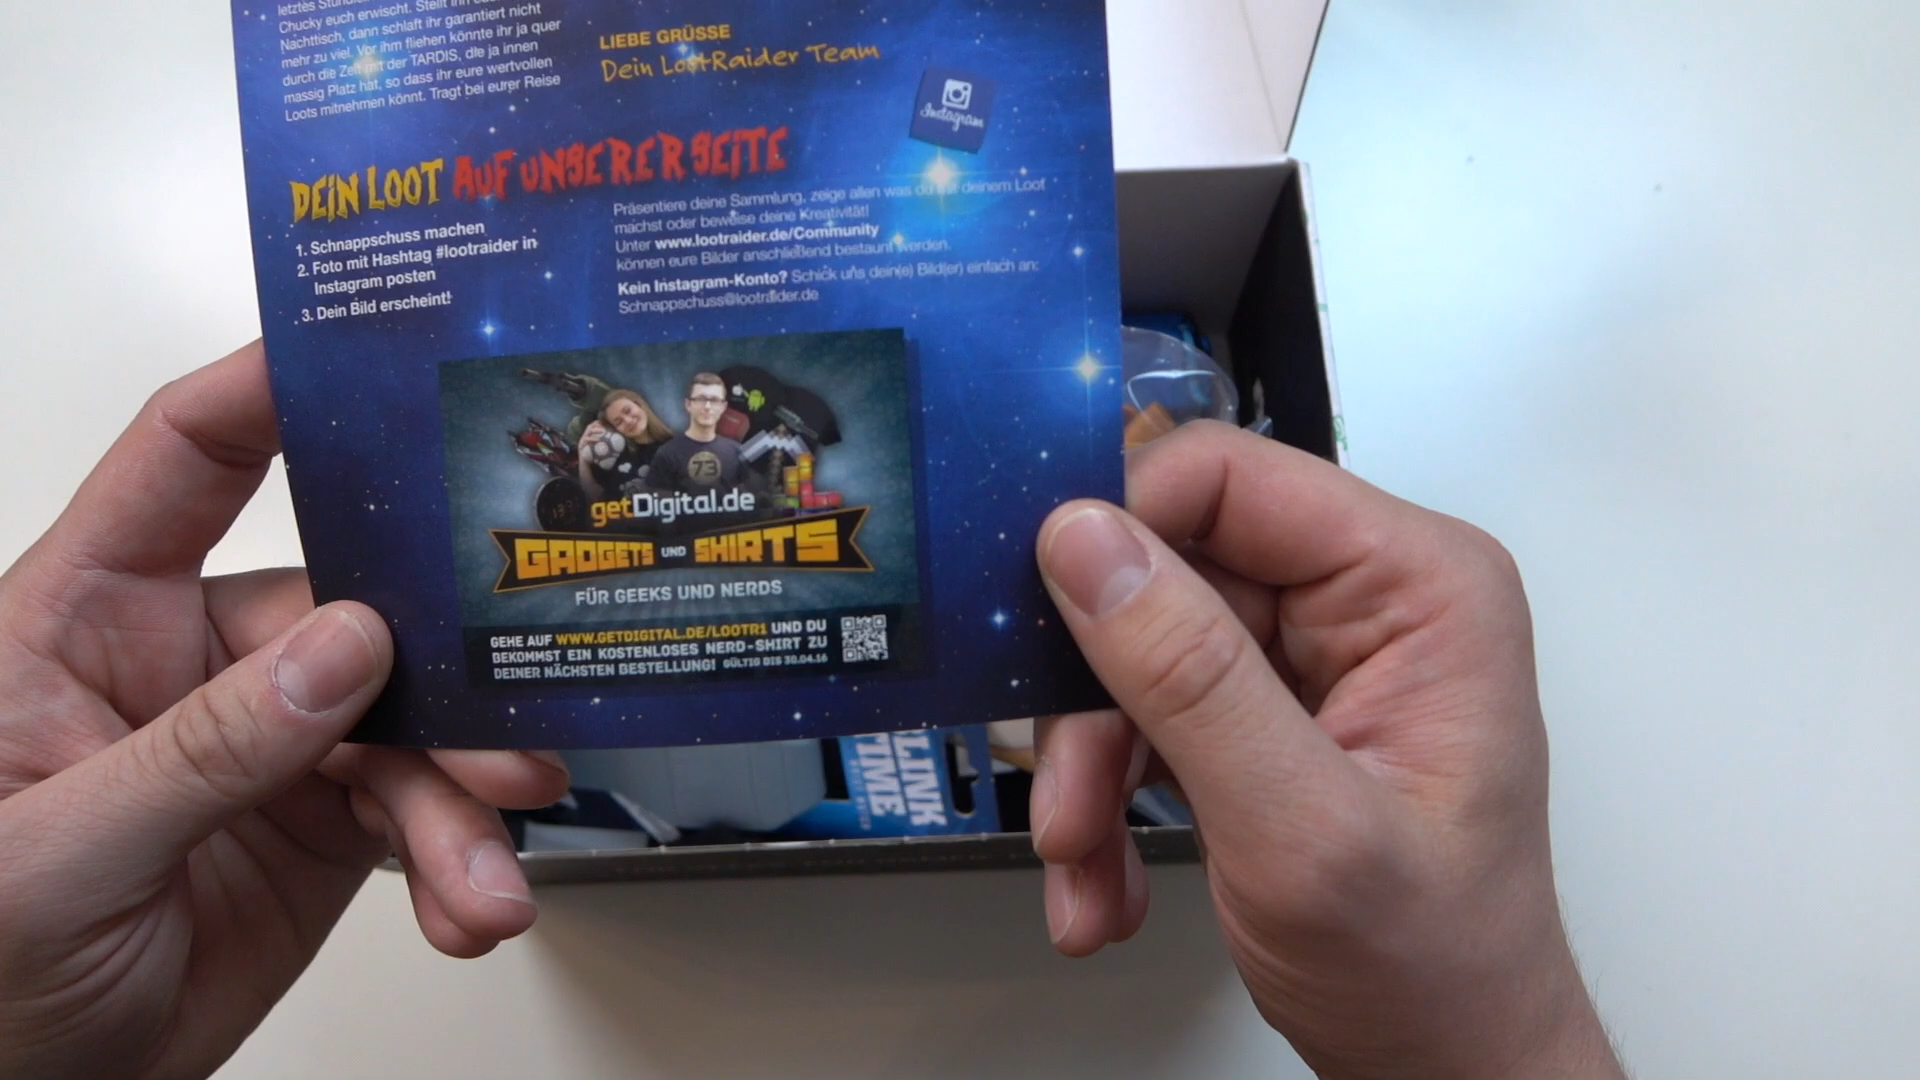 letztes
Chucky euch erwischt. Stellt ihn
Nachttisch, dann schlaft ihr garantiert nicht
mehr zu viel. Vor ihm fliehen könnte ihr ja quer
durch die Zeit mit der TARDIS, die ja innen
massig Platz hat, so dass ihr eure wertvollen
Loots mitnehmen könnt. Tragt bei eurer Reise
LIEBE GRÜSSE
Dein LootRaider Team
Instagram
DEIN LOOT AUF UNSERER SEITE
1. Schnappschuss machen
2. Foto mit Hashtag #lootraider in
Instagram posten
3. Dein Bild erscheint!
Präsentiere deine Sammlung, zeige allen was du mit deinem Loot
machst oder beweise deine Kreativität!
Unter www.lootraider.de/Community
können eure Bilder anschließend bestaunt werden.
Kein Instagram-Konto? Schick uns dein(e) Bild(er) einfach an:
Schnappschuss@lootraider.de
73
getDigital.de
GADGETS UND SHIRTS
FÜR GEEKS UND NERDS
GEHE AUF WWW.GETDIGITAL.DE/LOOTR1 UND DU
BEKOMMST EIN KOSTENLOSES NERD-SHIRT ZU
DEINER NÄCHSTEN BESTELLUNG! GÜLTIG BIS 30.04.16
BLINK
TIME